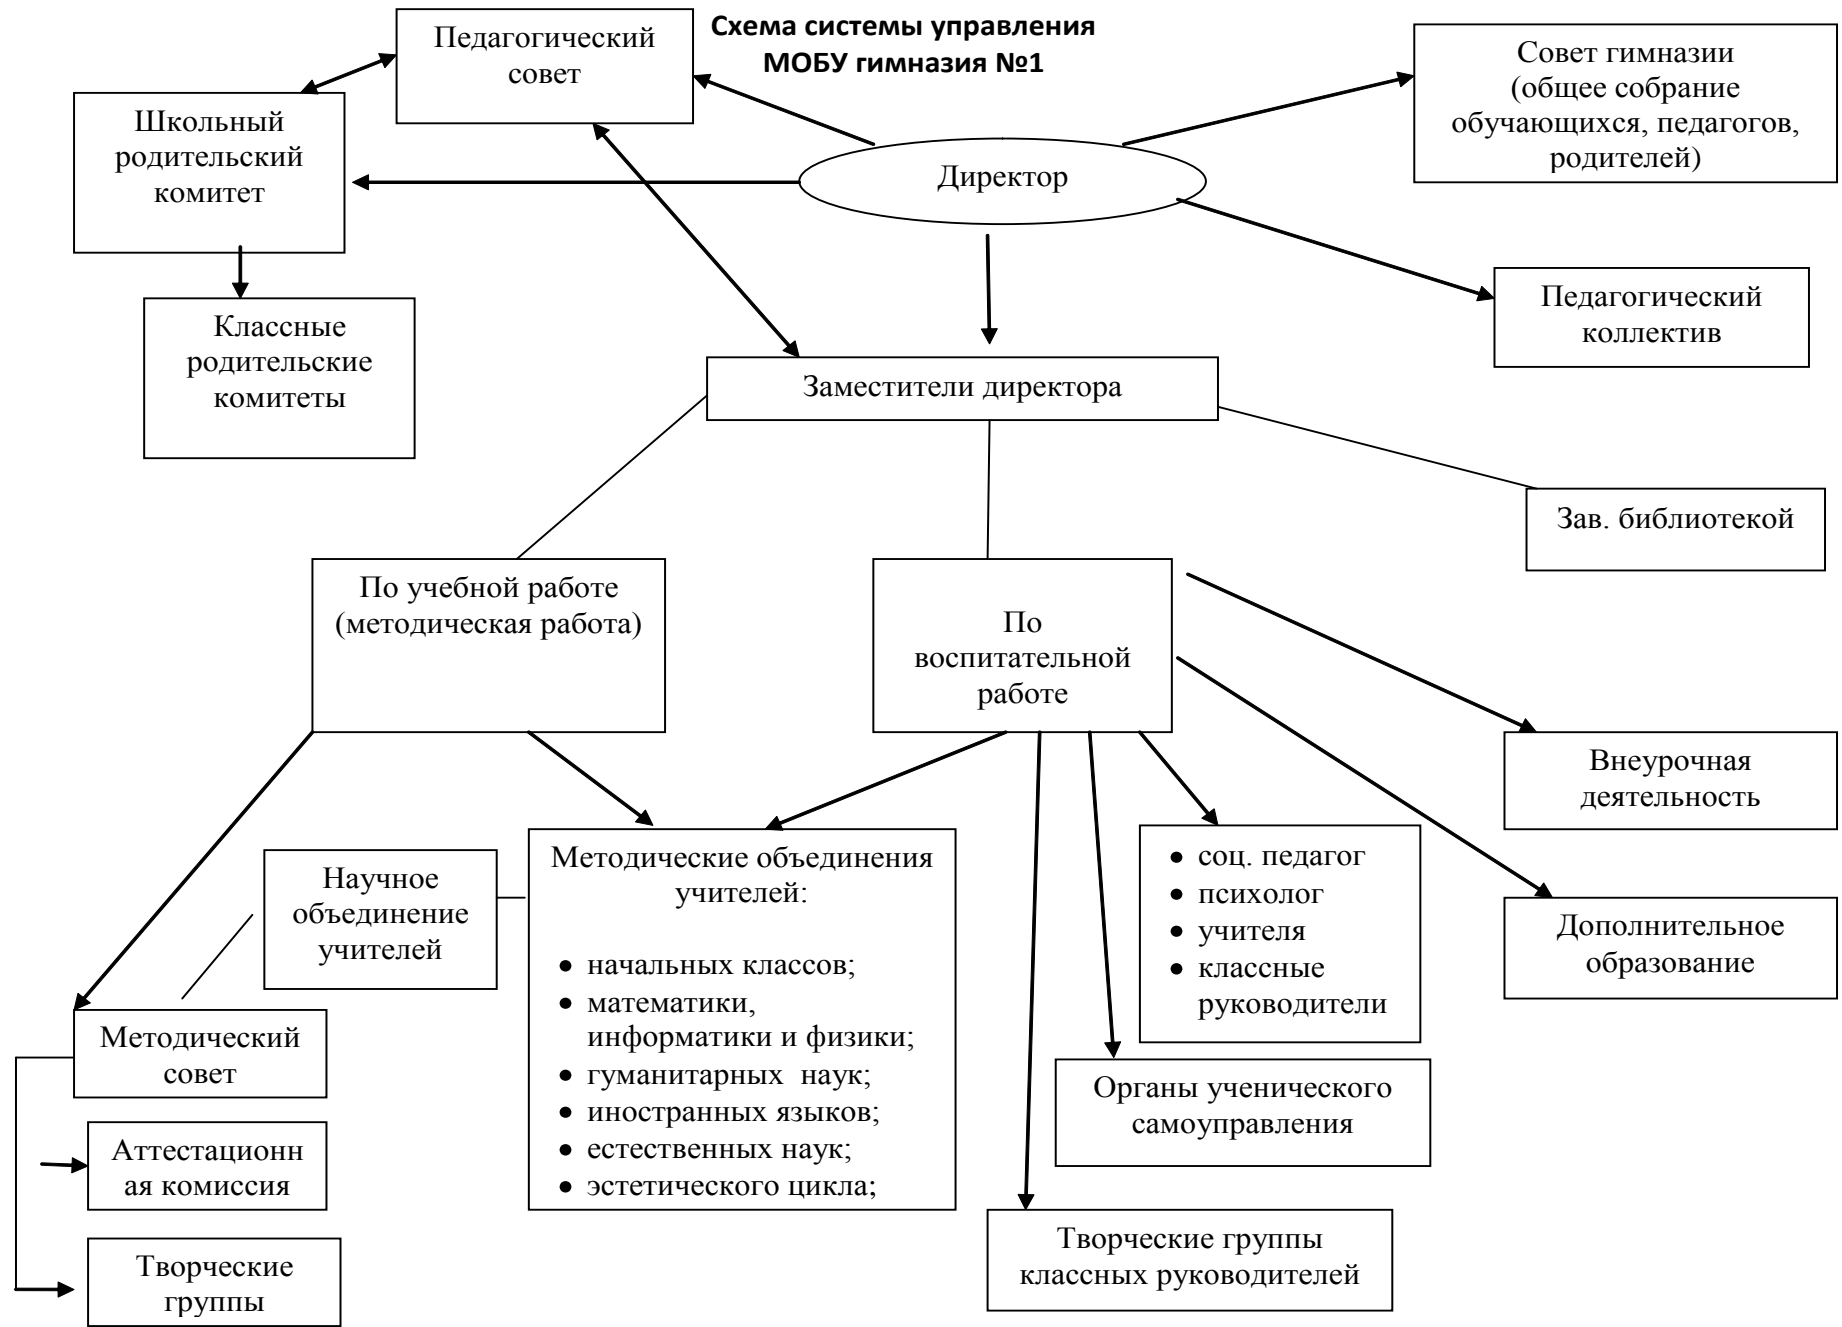 Схема системы управления
МОБУ гимназия №1
Педагогический
совет
Совет гимназии
(общее собрание
обучающихся, педагогов,
родителей)
Школьный
родительский
комитет
Директор
Педагогический
коллектив
Классные
родительские
комитеты
Заместители директора
Зав. библиотекой
По учебной работе
(методическая работа)
По
воспитательной
работе
Внеурочная
деятельность
Научное
объединение
учителей
Методические объединения
учителей:
• начальных классов;
• математики,
информатики и физики;
• гуманитарных наук;
• иностранных языков;
• естественных наук;
• эстетического цикла;
• соц. педагог
• психолог
• учителя
• классные
руководители
Дополнительное
образование
Методический
совет
Органы ученического
самоуправления
Аттестационн
ая комиссия
Творческие группы
классных руководителей
Творческие
группы